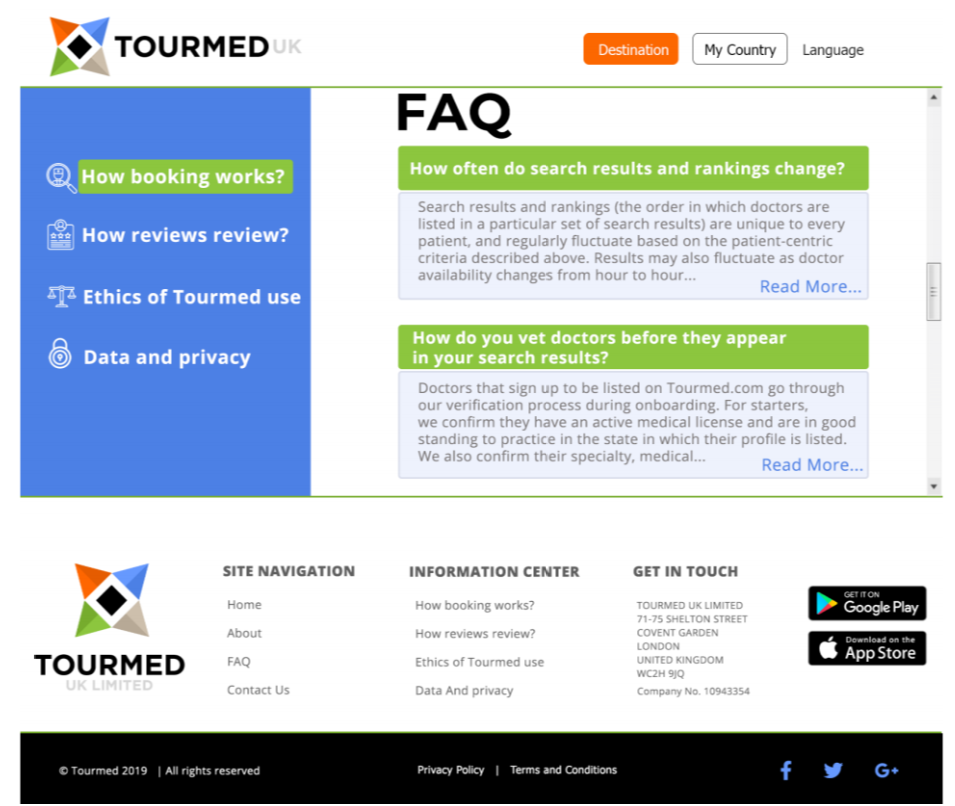 TOURMED UK
Destination
My Country
Language
How booking works?
How reviews review?
Ethics of Tourmed use
Data and privacy
FAQ
How often do search results and rankings change?
Search results and rankings (the order in which doctors are
listed in a particular set of search results) are unique to every
patient, and regularly fluctuate based on the patient-centric
criteria described above. Results may also fluctuate as doctor
availability changes from hour to hour...
Read More...
How do you vet doctors before they appear
in your search results?
Doctors that sign up to be listed on Tourmed.com go through
our verification process during onboarding. For starters,
we confirm they have an active medical license and are in good
standing to practice in the state in which their profile is listed.
We also confirm their specialty, medical...
Read More...
TOURMED
UK LIMITED
SITE NAVIGATION
Home
About
FAQ
Contact Us
INFORMATION CENTER
How booking works?
How reviews review?
Ethics of Tourmed use
Data And privacy
GET IN TOUCH
TOURMED UK LIMITED
71-75 SHELTON STREET
COVENT GARDEN
LONDON
UNITED KINGDOM
WC2H 9JQ
Company No. 10943354
GET IT ON
Google Play
Download on the
App Store
© Tourmed 2019 | All rights reserved
Privacy Policy | Terms and Conditions
f
G+